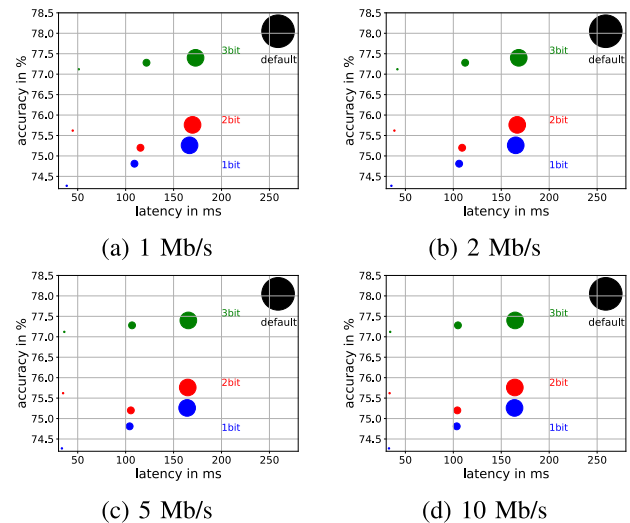 78.5
78.0
77.5
77.0
76.5
76.0
75.5
75.0
74.5
accuracy in %
3bit
default
2bit
1bit
50 100 150 200 250
latency in ms
(a) 1 Mb/s
78.5
78.0
77.5
77.0
76.5
76.0
75.5
75.0
74.5
accuracy in %
3bit
default
2bit
1bit
50 100 150 200 250
latency in ms
(b) 2 Mb/s
78.5
78.0
77.5
77.0
76.5
76.0
75.5
75.0
74.5
accuracy in %
3bit
default
2bit
1bit
50 100 150 200 250
latency in ms
(c) 5 Mb/s
78.5
78.0
77.5
77.0
76.5
76.0
75.5
75.0
74.5
accuracy in %
3bit
default
2bit
1bit
50 100 150 200 250
latency in ms
(d) 10 Mb/s